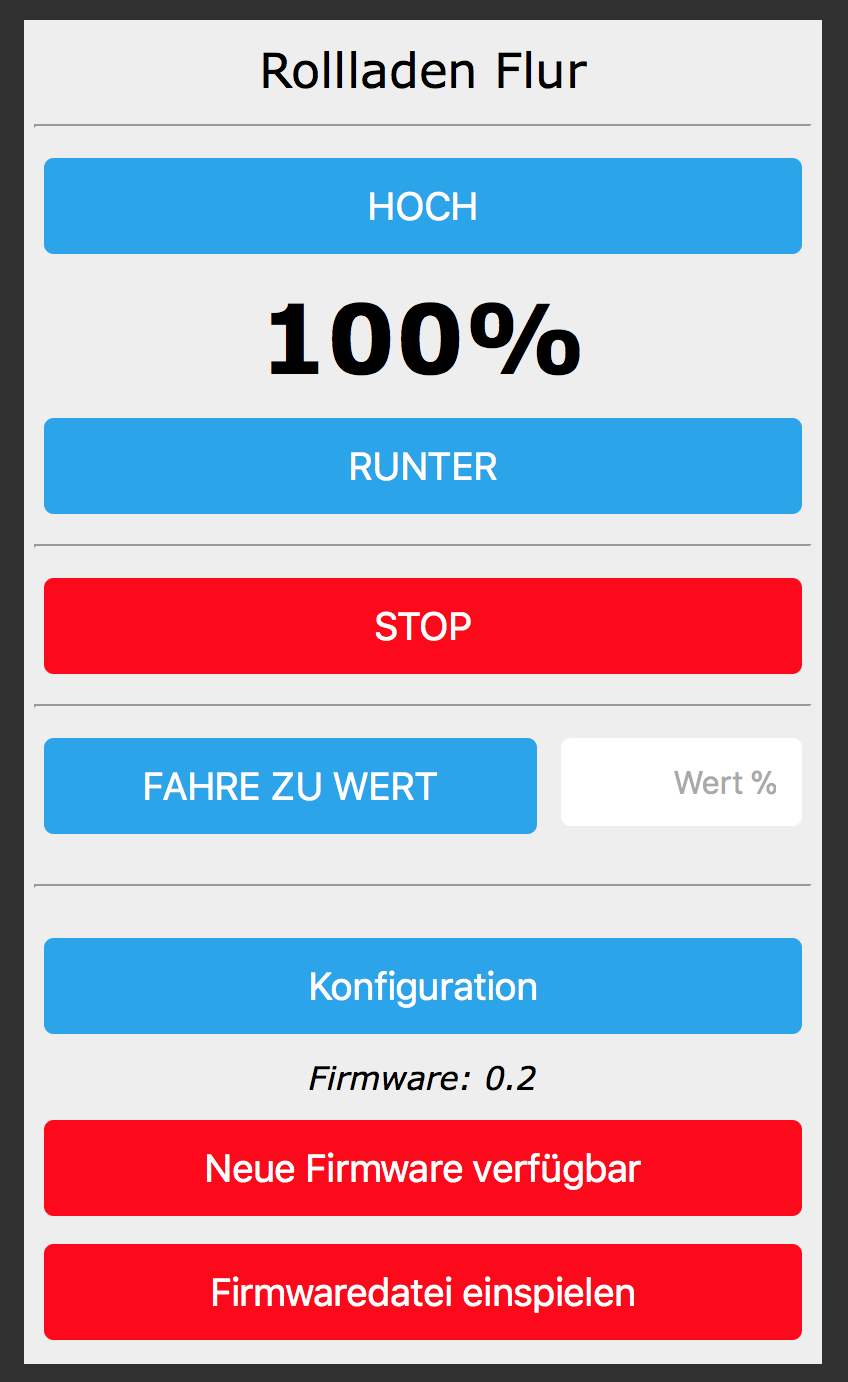 Rollladen Flur
HOCH
100%
RUNTER
STOP
FAHRE ZU WERT
Wert %
Konfiguration
Firmware: 0.2
Neue Firmware verfügbar
Firmwaredatei einspielen